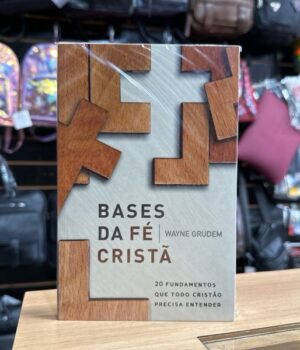 BASES
DA FÉ
CRISTÃ
WAYNE GRUDEM
20 FUNDAMENTOS
QUE TODO CRISTÃO
PRECISA ENTENDER